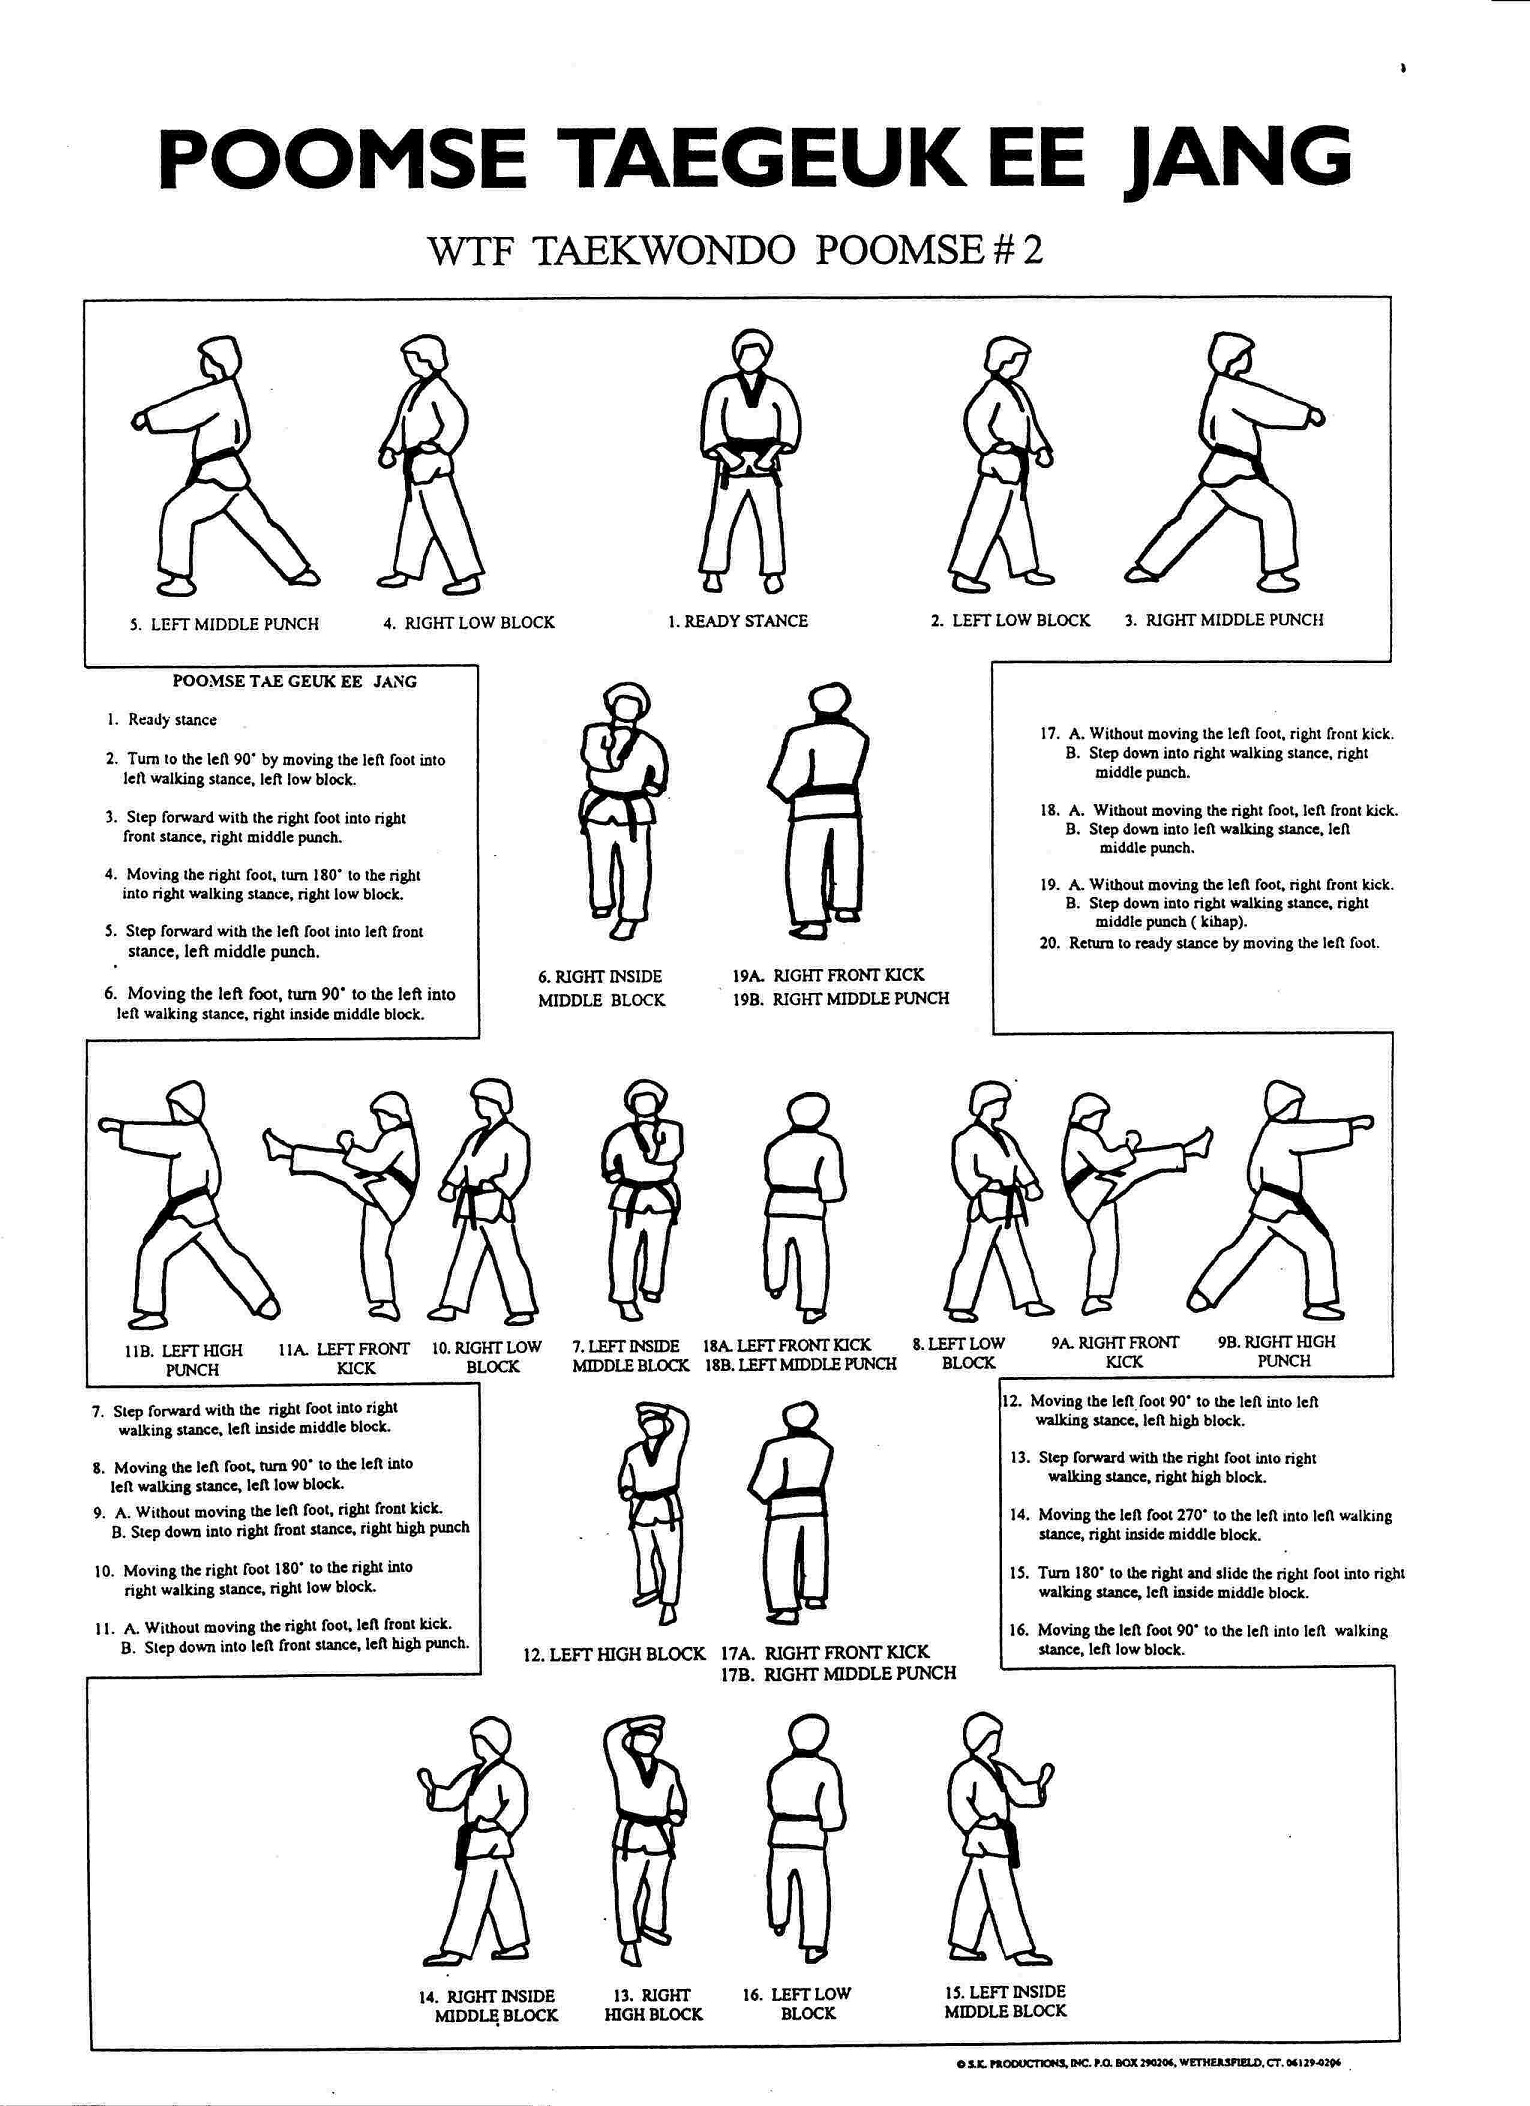 POOMSE TAEGEUK EE JANG
WTF TAEKWONDO POOMSE # 2
5. LEFT MIDDLE PUNCH
4. RIGHT LOW BLOCK
1. READY STANCE
2. LEFT LOW BLOCK
3. RIGHT MIDDLE PUNCH
POOMSE TAE GEUK EE JANG
1. Ready stance
2. Turn to the left 90° by moving the left foot into
left walking stance, left low block.
3. Step forward with the right foot into right
front stance, right middle punch.
4. Moving the right foot, turn 180° to the right
into right walking stance, right low block.
5. Step forward with the left foot into left front
stance, left middle punch.
6. Moving the left foot, turn 90° to the left into
left walking stance, right inside middle block.
6. RIGHT INSIDE
MIDDLE BLOCK
19A. RIGHT FRONT KICK
19B. RIGHT MIDDLE PUNCH
17. A. Without moving the left foot, right front kick.
B. Step down into right walking stance, right
middle punch.
18. A. Without moving the right foot, left front kick.
B. Step down into left walking stance, left
middle punch.
19. A. Without moving the left foot, right front kick.
B. Step down into right walking stance, right
middle punch ( kihap).
20. Return to ready stance by moving the left foot.
11B. LEFT HIGH
PUNCH
11A. LEFT FRONT
KICK
10. RIGHT LOW
BLOCK
7. LEFT INSIDE
MIDDLE BLOCK
18A. LEFT FRONT KICK
18B. LEFT MIDDLE PUNCH
8. LEFT LOW
BLOCK
9A. RIGHT FRONT
KICK
9B. RIGHT HIGH
PUNCH
7. Step forward with the right foot into right
walking stance, left inside middle block.
8. Moving the left foot, turn 90° to the left into
left walking stance, left low block.
9. A. Without moving the left foot, right front kick.
B. Step down into right front stance, right high punch
10. Moving the right foot 180° to the right into
right walking stance, right low block.
11. A. Without moving the right foot, left front kick.
B. Step down into left front stance, left high punch.
12. LEFT HIGH BLOCK
17A. RIGHT FRONT KICK
17B. RIGHT MIDDLE PUNCH
12. Moving the left foot 90° to the left into left
walking stance, left high block.
13. Step forward with the right foot into right
walking stance, right high block.
14. Moving the left foot 270° to the left into left walking
stance, right inside middle block.
15. Turn 180° to the right and slide the right foot into right
walking stance, left inside middle block.
16. Moving the left foot 90° to the left into left walking
stance, left low block.
14. RIGHT INSIDE
MIDDLE BLOCK
13. RIGHT
HIGH BLOCK
16. LEFT LOW
BLOCK
15. LEFT INSIDE
MIDDLE BLOCK
© S.K. PRODUCTIONS, INC. P.O. BOX 290206, WETHERSFIELD, CT. 06129-0206